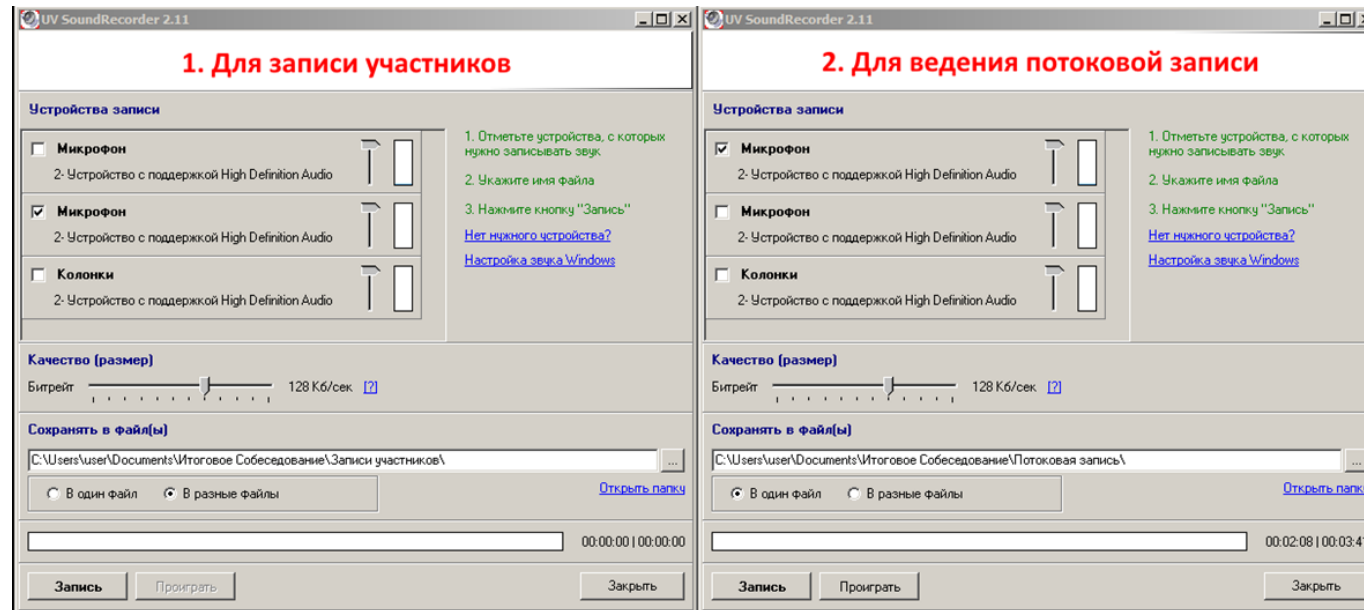 UV SoundRecorder 2.11
1. Для записи участников
Устройства записи
Микрофон
2- Устройство с поддержкой High Definition Audio
Микрофон
2- Устройство с поддержкой High Definition Audio
Колонки
2- Устройство с поддержкой High Definition Audio
1. Отметьте устройства, с которых
нужно записывать звук
2. Укажите имя файла
3. Нажмите кнопку "Запись"
Нет нужного устройства?
Настройка звука Windows
Качество (размер)
Битрейт 128 Кб/сек [?]
Сохранять в файл(ы)
C:\Users\user\Documents\Итоговое Собеседование\Записи участников\
...
В один файл В разные файлы
Открыть папку
00:00:00 | 00:00:00
Запись Проиграть Закрыть
UV SoundRecorder 2.11
2. Для ведения потоковой записи
Устройства записи
Микрофон
2- Устройство с поддержкой High Definition Audio
Микрофон
2- Устройство с поддержкой High Definition Audio
Колонки
2- Устройство с поддержкой High Definition Audio
1. Отметьте устройства, с которых
нужно записывать звук
2. Укажите имя файла
3. Нажмите кнопку "Запись"
Нет нужного устройства?
Настройка звука Windows
Качество (размер)
Битрейт 128 Кб/сек [?]
Сохранять в файл(ы)
C:\Users\user\Documents\Итоговое Собеседование\Потоковая запись\
...
В один файл В разные файлы
Открыть
00:02:08 |
Запись Проиграть Закрыть